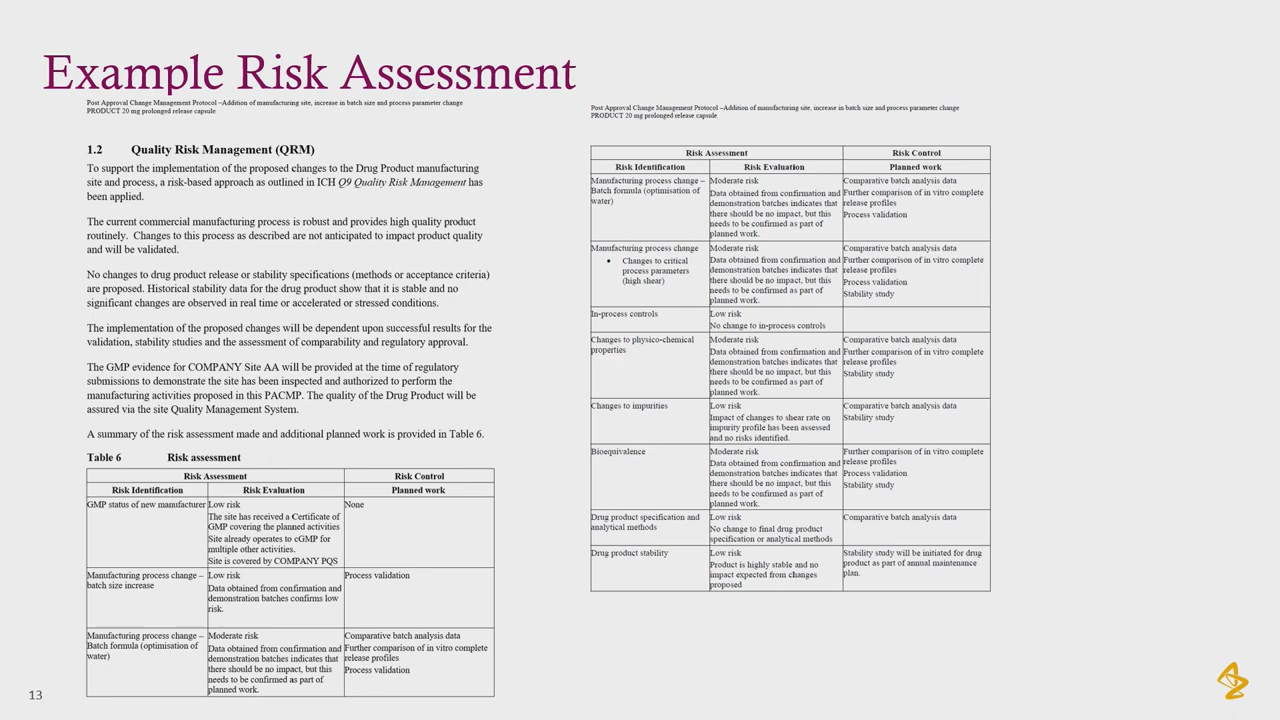 Example Risk Assessment
Post Approval Change Management Protocol –Addition of manufacturing site, increase in batch size and process parameter change
PRODUCT 20 mg prolonged release capsule
1.2 Quality Risk Management (QRM)
To support the implementation of the proposed changes to the Drug Product manufacturing
site and process, a risk-based approach as outlined in ICH Q9 Quality Risk Management has
been applied.
The current commercial manufacturing process is robust and provides high quality product
routinely. Changes to this process as described are not anticipated to impact product quality
and will be validated.
No changes to drug product release or stability specifications (methods or acceptance criteria)
are proposed. Historical stability data for the drug product show that it is stable and no
significant changes are observed in real time or accelerated or stressed conditions.
The implementation of the proposed changes will be dependent upon successful results for the
validation, stability studies and the assessment of comparability and regulatory approval.
The GMP evidence for COMPANY Site AA will be provided at the time of regulatory
submissions to demonstrate the site has been inspected and authorized to perform the
manufacturing activities proposed in this PACMP. The quality of the Drug Product will be
assured via the site Quality Management System.
A summary of the risk assessment made and additional planned work is provided in Table 6.
Table 6 Risk assessment
Risk Assessment
Risk Control
Risk Identification
Risk Evaluation
Planned work
GMP status of new manufacturer
Low risk
The site has received a Certificate of
GMP covering the planned activities
Site already operates to cGMP for
multiple other activities.
Site is covered by COMPANY PQS
None
Manufacturing process change –
batch size increase
Low risk
Data obtained from confirmation and
demonstration batches confirms low
risk.
Process validation
Manufacturing process change –
Batch formula (optimisation of
water)
Moderate risk
Data obtained from confirmation and
demonstration batches indicates that
there should be no impact, but this
needs to be confirmed as part of
planned work.
Comparative batch analysis data
Further comparison of in vitro complete
release profiles
Process validation
Post Approval Change Management Protocol –Addition of manufacturing site, increase in batch size and process parameter change
PRODUCT 20 mg prolonged release capsule
Risk Assessment
Risk Control
Risk Identification
Risk Evaluation
Planned work
Manufacturing process change –
Batch formula (optimisation of
water)
Moderate risk
Data obtained from confirmation and
demonstration batches indicates that
there should be no impact, but this
needs to be confirmed as part of
planned work.
Comparative batch analysis data
Further comparison of in vitro complete
release profiles
Process validation
Manufacturing process change
• Changes to critical
process parameters
(high shear)
Moderate risk
Data obtained from confirmation and
demonstration batches indicates that
there should be no impact, but this
needs to be confirmed as part of
planned work.
Comparative batch analysis data
Further comparison of in vitro complete
release profiles
Process validation
Stability study
In-process controls
Low risk
No change to in-process controls
Changes to physico-chemical
properties
Moderate risk
Data obtained from confirmation and
demonstration batches indicates that
there should be no impact, but this
needs to be confirmed as part of
planned work.
Comparative batch analysis data
Further comparison of in vitro complete
release profiles
Stability study
Changes to impurities
Low risk
Impact of changes to shear rate on
impurity profile has been assessed
and no risks identified.
Comparative batch analysis data
Stability study
Bioequivalence
Moderate risk
Data obtained from confirmation and
demonstration batches indicates that
there should be no impact, but this
needs to be confirmed as part of
planned work.
Further comparison of in vitro complete
release profiles
Process validation
Stability study
Drug product specification and
analytical methods
Low risk
No change to final drug product
specification or analytical methods
Comparative batch analysis data
Drug product stability
Low risk
Product is highly stable and no
impact expected from changes
proposed
Stability study will be initiated for drug
product as part of annual maintenance
plan.
13